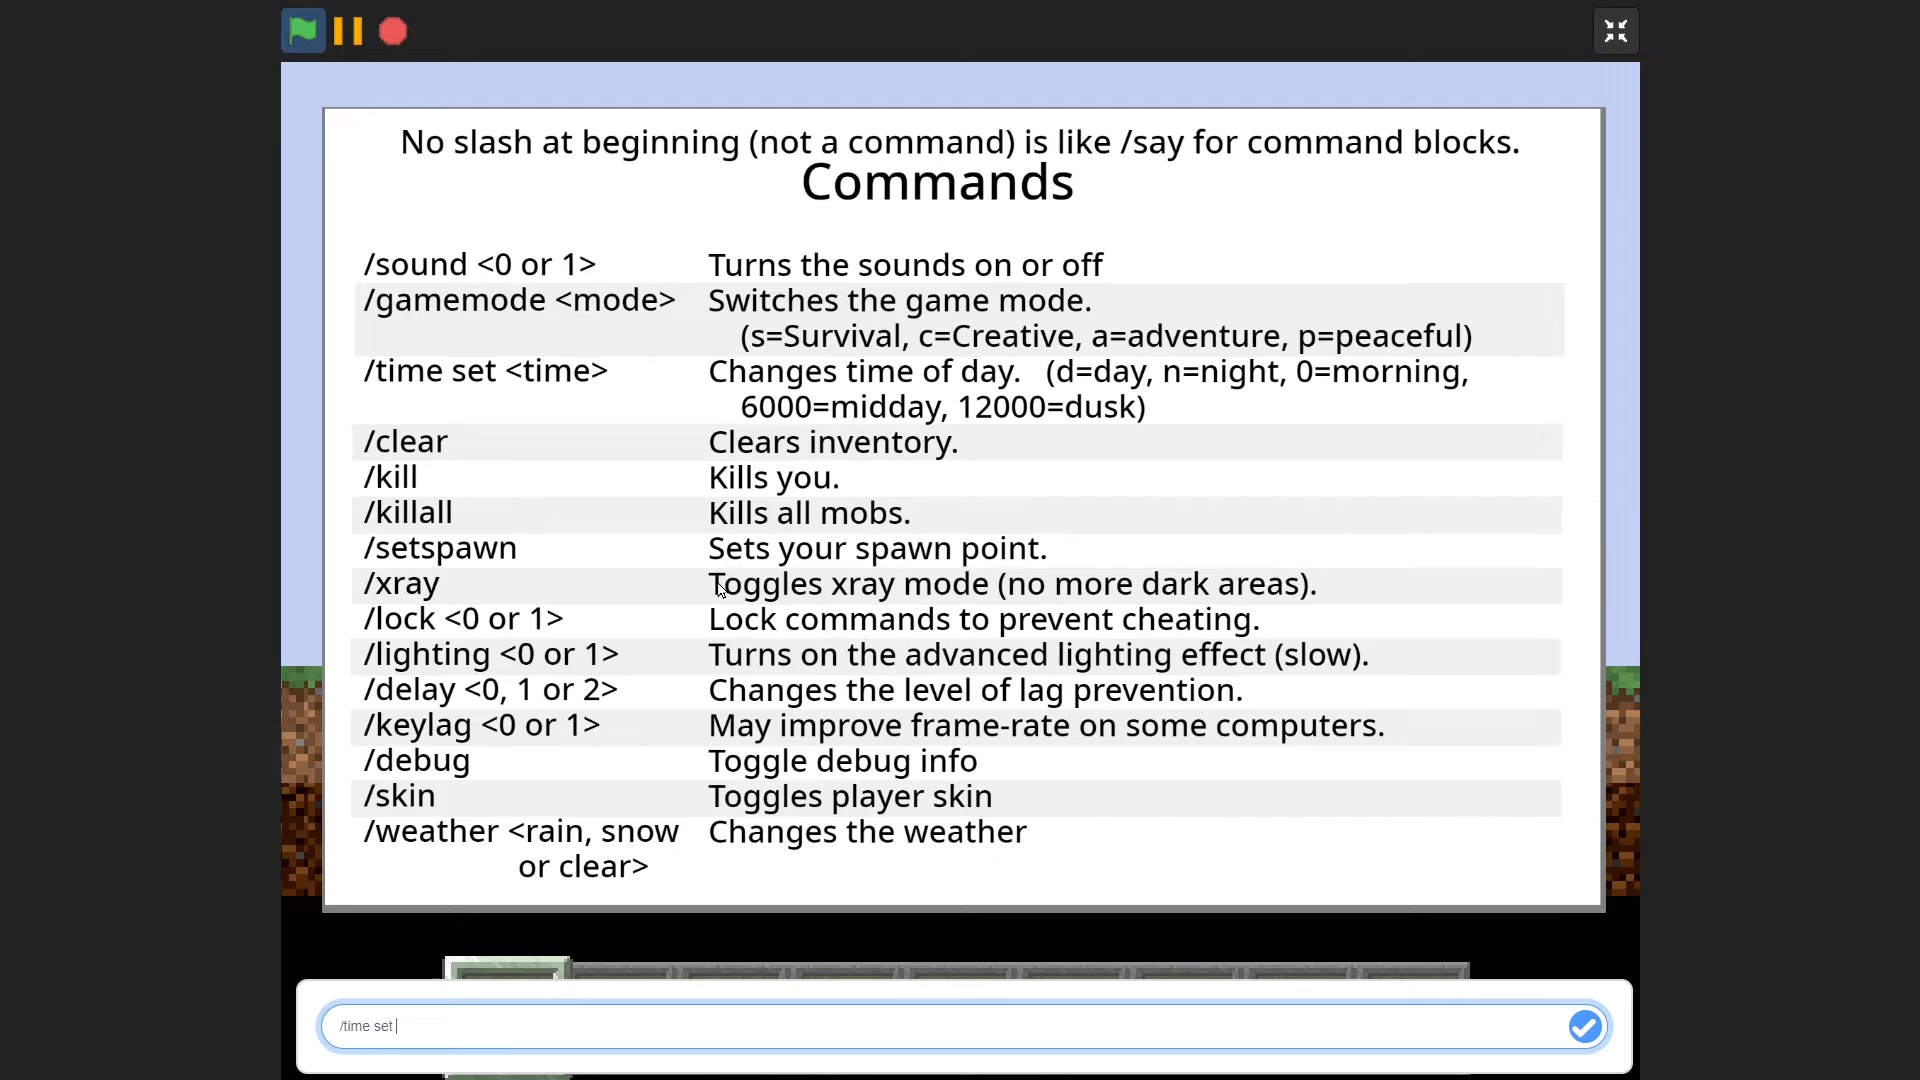 No slash at beginning (not a command) is like /say for command blocks.
Commands
/sound <0 or 1> Turns the sounds on or off
/gamemode <mode> Switches the game mode.
(s=Survival, c=Creative, a=adventure, p=peaceful)
/time set <time> Changes time of day. (d=day, n=night, 0=morning,
6000=midday, 12000=dusk)
/clear Clears inventory.
/kill Kills you.
/killall Kills all mobs.
/setspawn Sets your spawn point.
/xray Toggles xray mode (no more dark areas).
/lock <0 or 1> Lock commands to prevent cheating.
/lighting <0 or 1> Turns on the advanced lighting effect (slow).
/delay <0, 1 or 2> Changes the level of lag prevention.
/keylag <0 or 1> May improve frame-rate on some computers.
/debug Toggle debug info
/skin Toggles player skin
/weather <rain, snow Changes the weather
or clear>
/time set